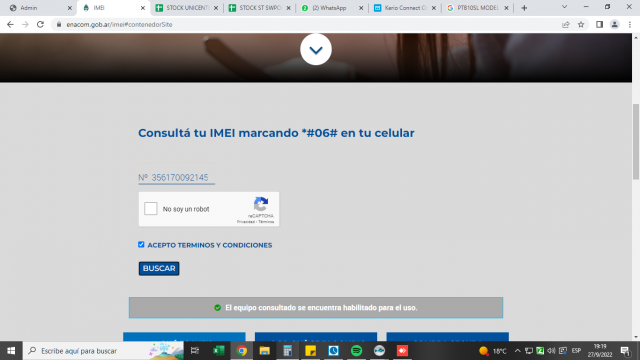 Admin
IMEI
STOCK UNICENT
STOCK ST SWPO
(2) WhatsApp
Kerio Connect C
PT810SL MODEL
enacom.gob.ar/imei#contenedorSite
Consultá tu IMEI marcando *#06# en tu celular
Nº 356170092145
No soy un robot
reCAPTCHA
Privacidad - Términos
ACEPTO TERMINOS Y CONDICIONES
BUSCAR
El equipo consultado se encuentra habilitado para el uso.
Escribe aquí para buscar
18°C
ESP
19:19
27/9/2022